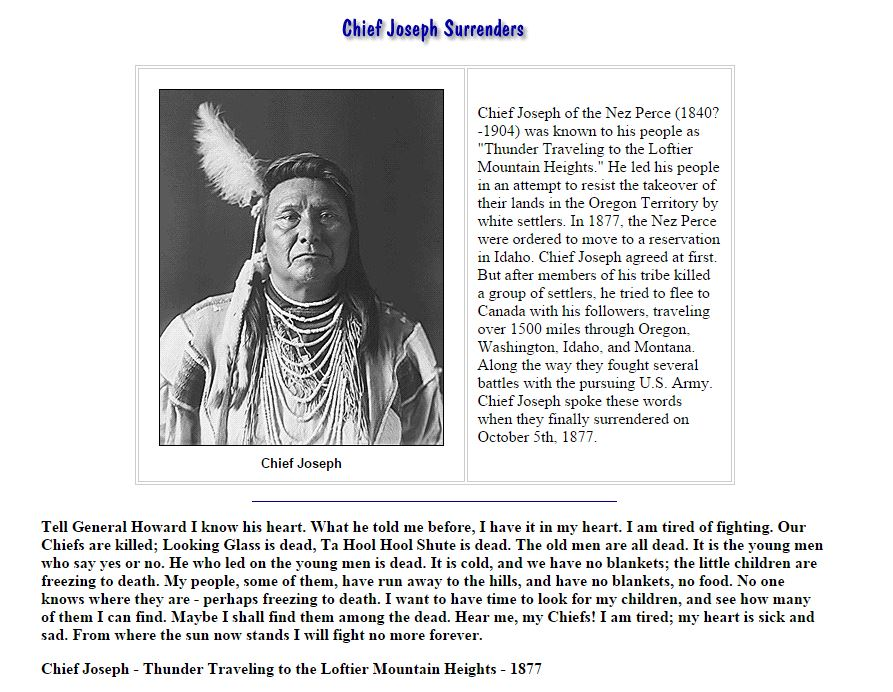 Chief Joseph Surrenders
Chief Joseph of the Nez Perce (1840?
-1904) was known to his people as
"Thunder Traveling to the Loftier
Mountain Heights." He led his people
in an attempt to resist the takeover of
their lands in the Oregon Territory by
white settlers. In 1877, the Nez Perce
were ordered to move to a reservation
in Idaho. Chief Joseph agreed at first.
But after members of his tribe killed
a group of settlers, he tried to flee to
Canada with his followers, traveling
over 1500 miles through Oregon,
Washington, Idaho, and Montana.
Along the way they fought several
battles with the pursuing U.S. Army.
Chief Joseph spoke these words
when they finally surrendered on
October 5th, 1877.
Chief Joseph
Tell General Howard I know his heart. What he told me before, I have it in my heart. I am tired of fighting. Our
Chiefs are killed; Looking Glass is dead, Ta Hool Hool Shute is dead. The old men are all dead. It is the young men
who say yes or no. He who led on the young men is dead. It is cold, and we have no blankets; the little children are
freezing to death. My people, some of them, have run away to the hills, and have no blankets, no food. No one
knows where they are - perhaps freezing to death. I want to have time to look for my children, and see how many
of them I can find. Maybe I shall find them among the dead. Hear me, my Chiefs! I am tired; my heart is sick and
sad. From where the sun now stands I will fight no more forever.
Chief Joseph - Thunder Traveling to the Loftier Mountain Heights - 1877